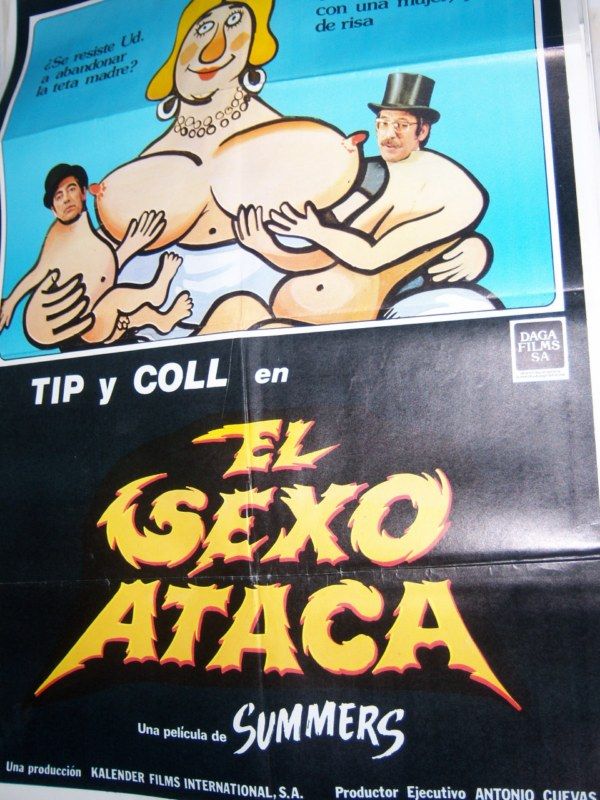 ¿Se resiste Ud.
a abandonar
la teta madre?
con una mujer,
de risa
DAGA
FILMS
SA
TIP y COLL en
EL
SEXO
ATACA
Una película de SUMMERS
Una producción KALENDER FILMS INTERNATIONAL, S.A. Productor Ejecutivo ANTONIO CUEVAS